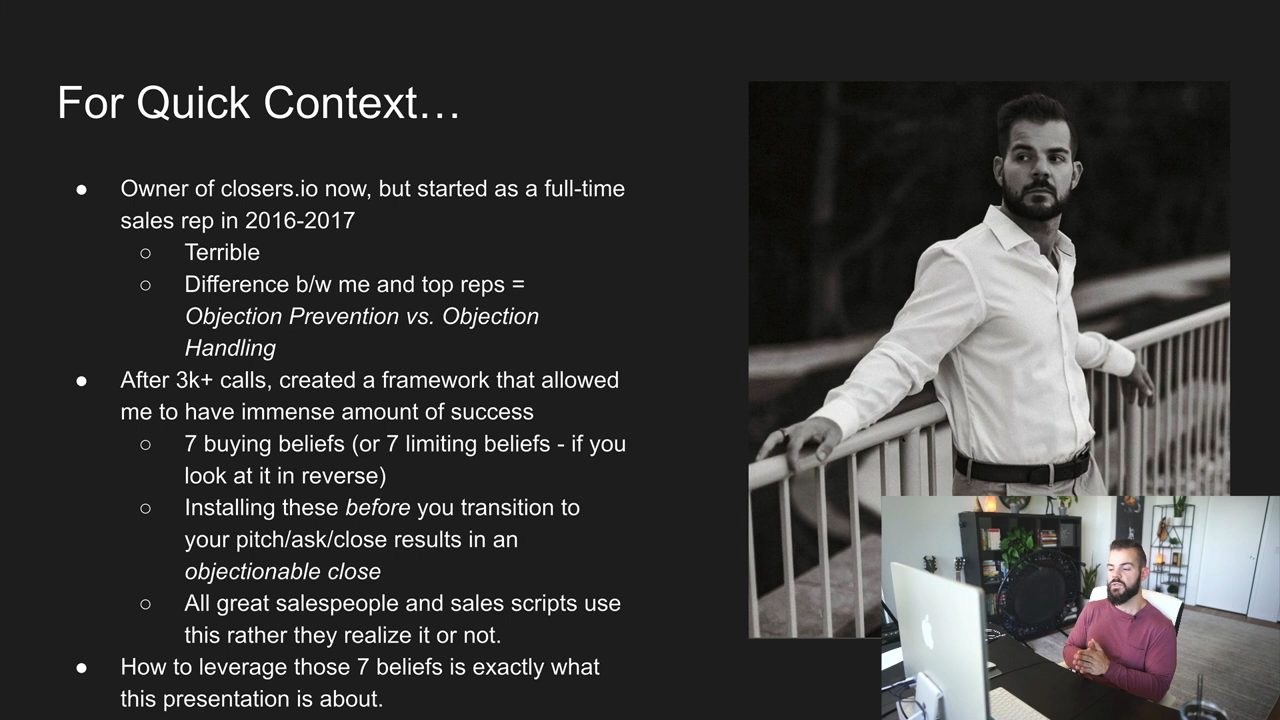 For Quick Context…
● Owner of closers.io now, but started as a full-time
sales rep in 2016-2017
○ Terrible
○ Difference b/w me and top reps =
Objection Prevention vs. Objection
Handling
● After 3k+ calls, created a framework that allowed
me to have immense amount of success
○ 7 buying beliefs (or 7 limiting beliefs - if you
look at it in reverse)
○ Installing these before you transition to
your pitch/ask/close results in an
objectionable close
○ All great salespeople and sales scripts use
this rather they realize it or not.
● How to leverage those 7 beliefs is exactly what
this presentation is about.